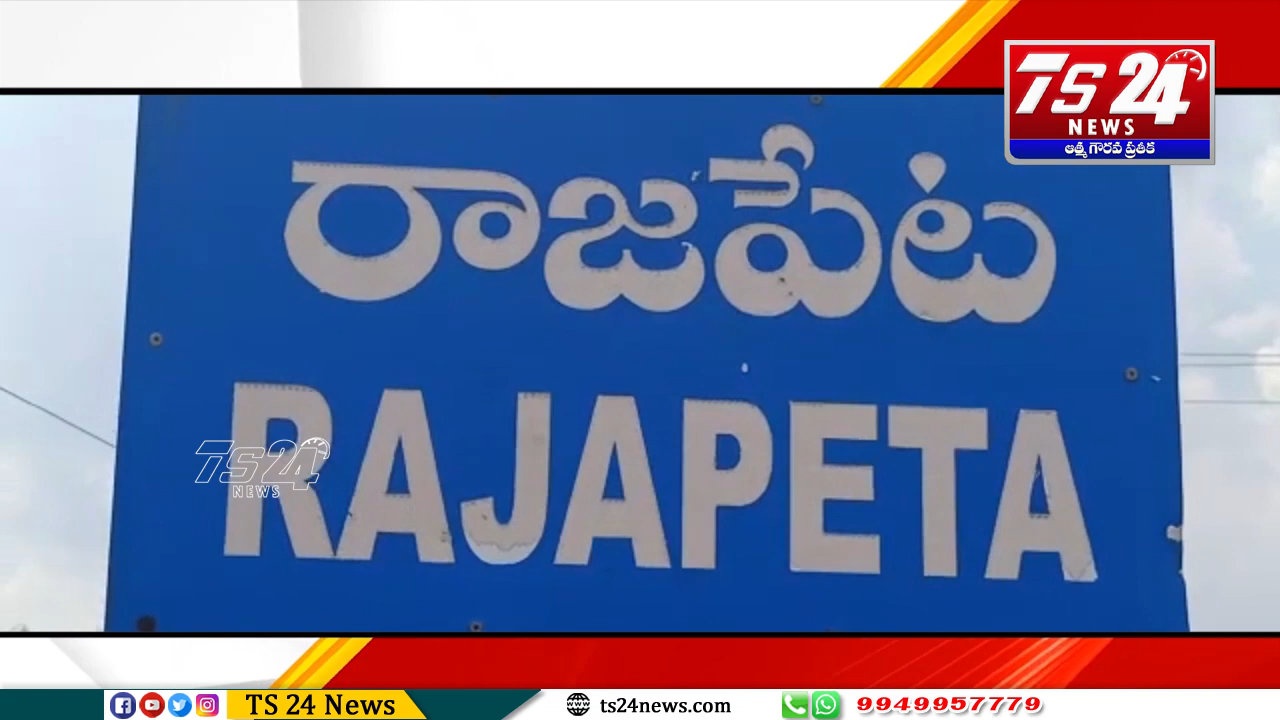 TS 24
NEWS
ఆత్మ గౌరవ ప్రతీక
రాజపేట
RAJAPETA
TS 24
NEWS
TS 24 News
ts24news.com
9949957779